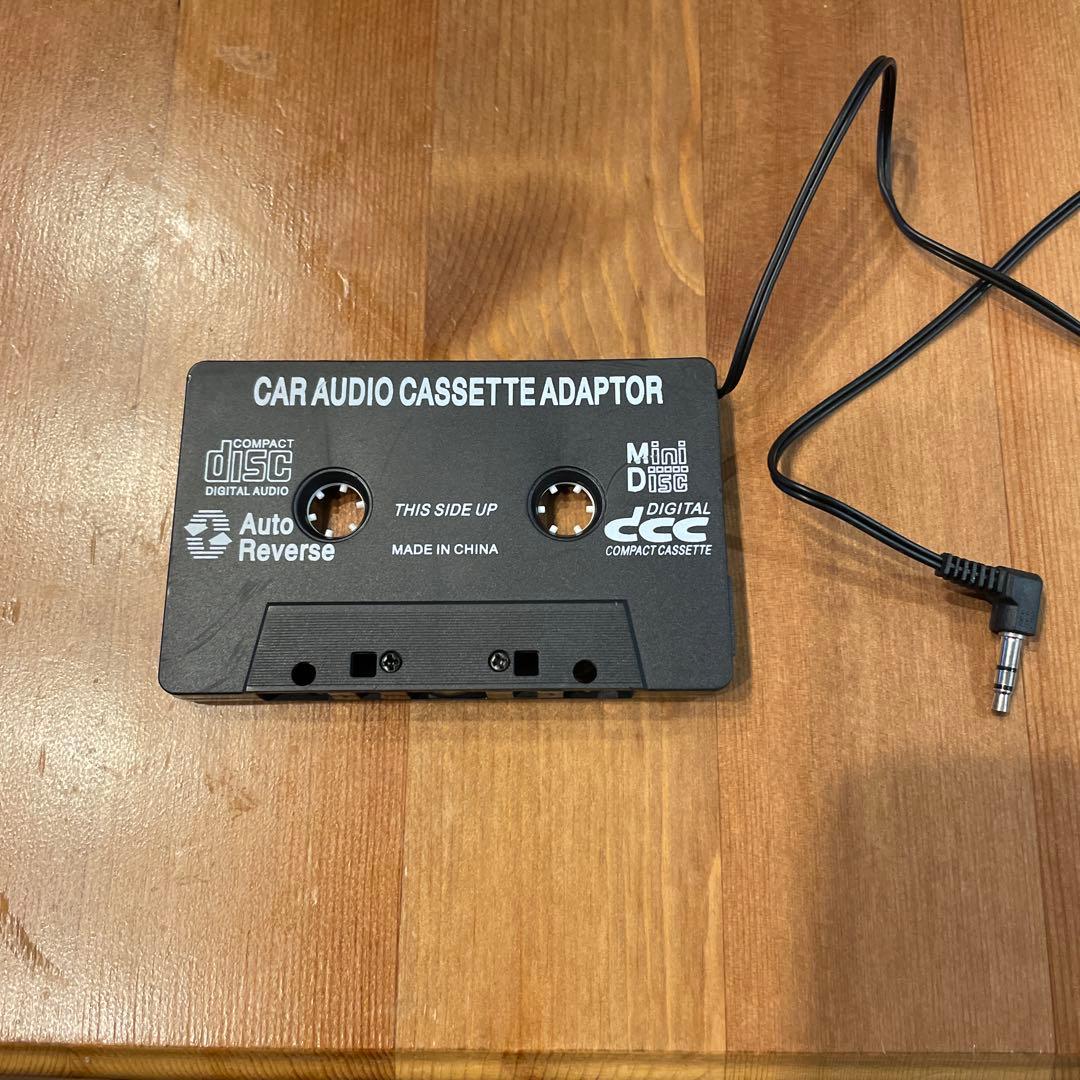 CAR AUDIO CASSETTE ADAPTOR
COMPACT
disc
DIGITAL AUDIO
Auto
Reverse
THIS SIDE UP
MADE IN CHINA
Mini
Disc
DIGITAL
dcc
COMPACT CASSETTE